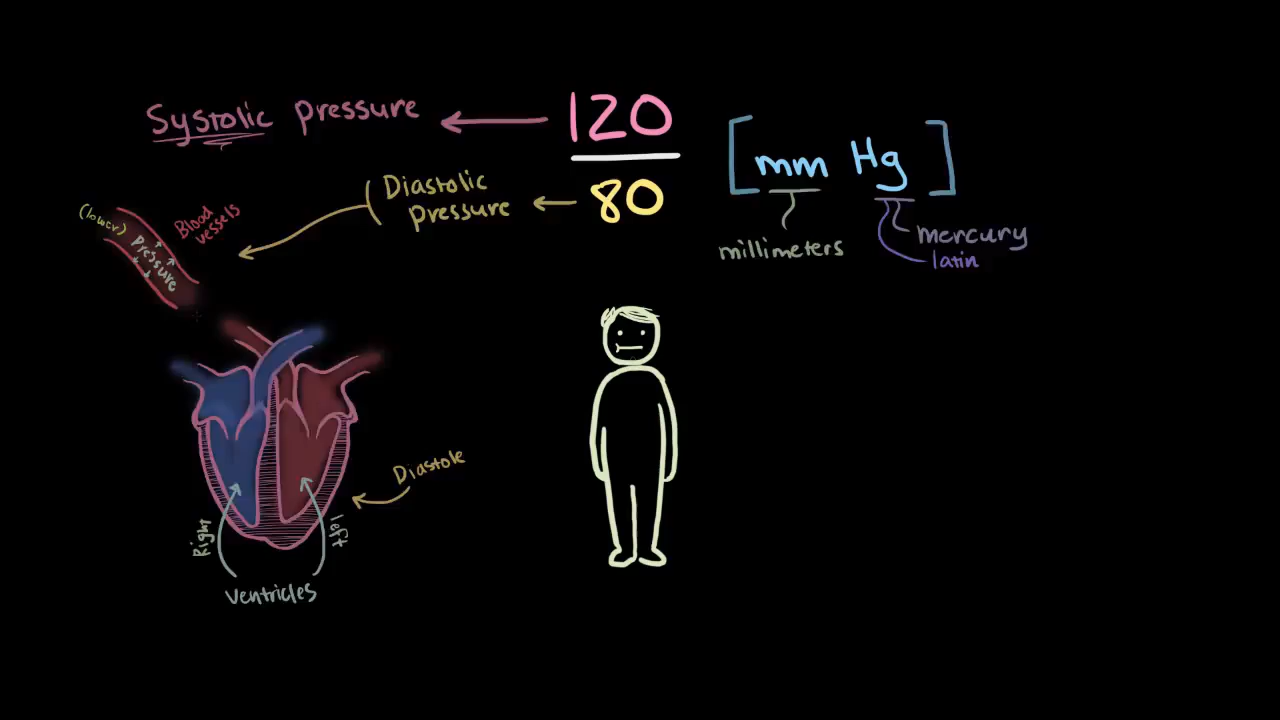 Systolic pressure
120
80
Diastolic
pressure
[mm Hg]
millimeters
mercury
latin
(lower)
Pressure
Blood
vessels
Diastole
Right
left
ventricles